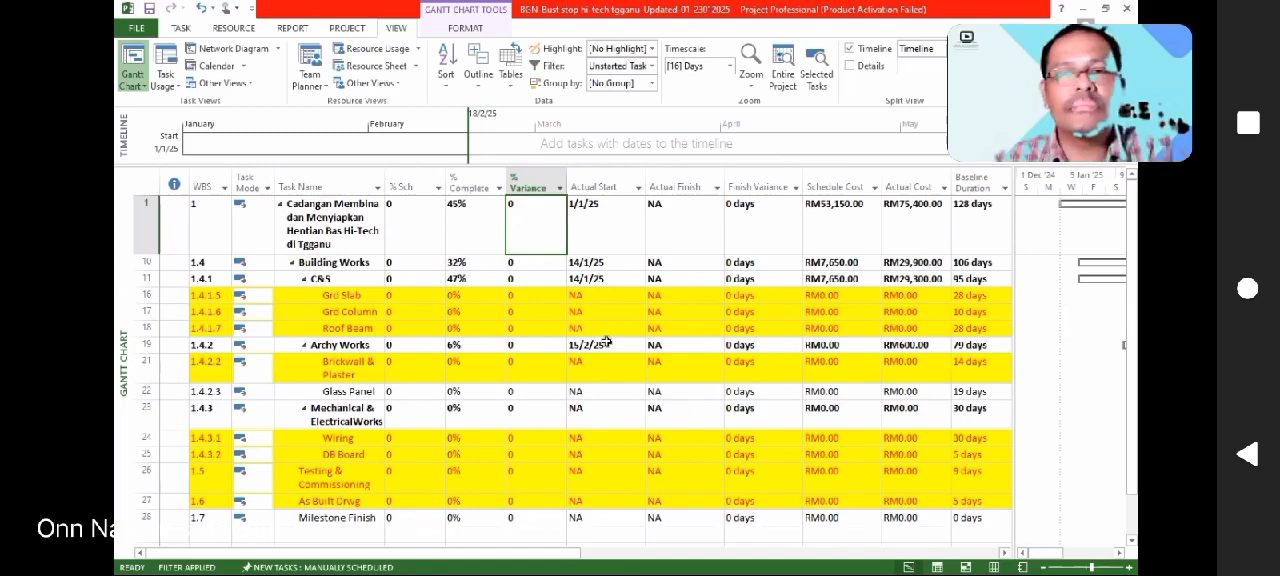 GANTT CHART TOOLS
BGN-Bust stop hi-tech tgganu-Updated-01-230'2025 - Project Professional (Product Activation Failed)
FILE TASK RESOURCE REPORT PROJECT VIEW FORMAT
Gantt Chart Task Usage
Network Diagram
Calendar
Other Views
Task Views
Team Planner
Resource Usage
Resource Sheet
Other Views
Resource Views
Sort Outline Tables
Highlight: [No Highlight]
Filter: Unstarted Task
Group by: [No Group]
Data
Timescale:
[16] Days
Zoom Entire Project Selected Tasks
Zoom
Timeline Timeline
Details
Split View
TIMELINE
18/2/25
January February March April May
Start
1/1/25
Add tasks with dates to the timeline
WBS Task Mode Task Name % Sch % Complete % Variance Actual Start Actual Finish Finish Variance Schedule Cost Actual Cost Baseline Duration
1 Dec '24 5 Jan '25 9
S M W F S T S
GANTT CHART
1 1 Cadangan Membina dan Menyiapkan Hentian Bas Hi-Tech di Tgganu 0 45% 0 1/1/25 NA 0 days RM53,150.00 RM75,400.00 128 days
10 1.4 Building Works 0 32% 0 14/1/25 NA 0 days RM7,650.00 RM29,900.00 106 days
11 1.4.1 C&S 0 47% 0 14/1/25 NA 0 days RM7,650.00 RM29,300.00 95 days
16 1.4.1.5 Grd Slab 0 0% 0 NA NA 0 days RM0.00 RM0.00 28 days
17 1.4.1.6 Grd Column 0 0% 0 NA NA 0 days RM0.00 RM0.00 10 days
18 1.4.1.7 Roof Beam 0 0% 0 NA NA 0 days RM0.00 RM0.00 28 days
19 1.4.2 Archy Works 0 6% 0 15/2/25 NA 0 days RM0.00 RM600.00 79 days
21 1.4.2.2 Brickwall & Plaster 0 0% 0 NA NA 0 days RM0.00 RM0.00 14 days
22 1.4.2.3 Glass Panel 0 0% 0 NA NA 0 days RM0.00 RM0.00 19 days
23 1.4.3 Mechanical & ElectricalWorks 0 0% 0 NA NA 0 days RM0.00 RM0.00 30 days
24 1.4.3.1 Wiring 0 0% 0 NA NA 0 days RM0.00 RM0.00 30 days
25 1.4.3.2 DB Board 0 0% 0 NA NA 0 days RM0.00 RM0.00 5 days
26 1.5 Testing & Commissioning 0 0% 0 NA NA 0 days RM0.00 RM0.00 9 days
27 1.6 As Built Drwg 0 0% 0 NA NA 0 days RM0.00 RM0.00 5 days
28 1.7 Milestone Finish 0 0% 0 NA NA 0 days RM0.00 RM0.00 0 days
Onn Na
READY FILTER APPLIED NEW TASKS : MANUALLY SCHEDULED